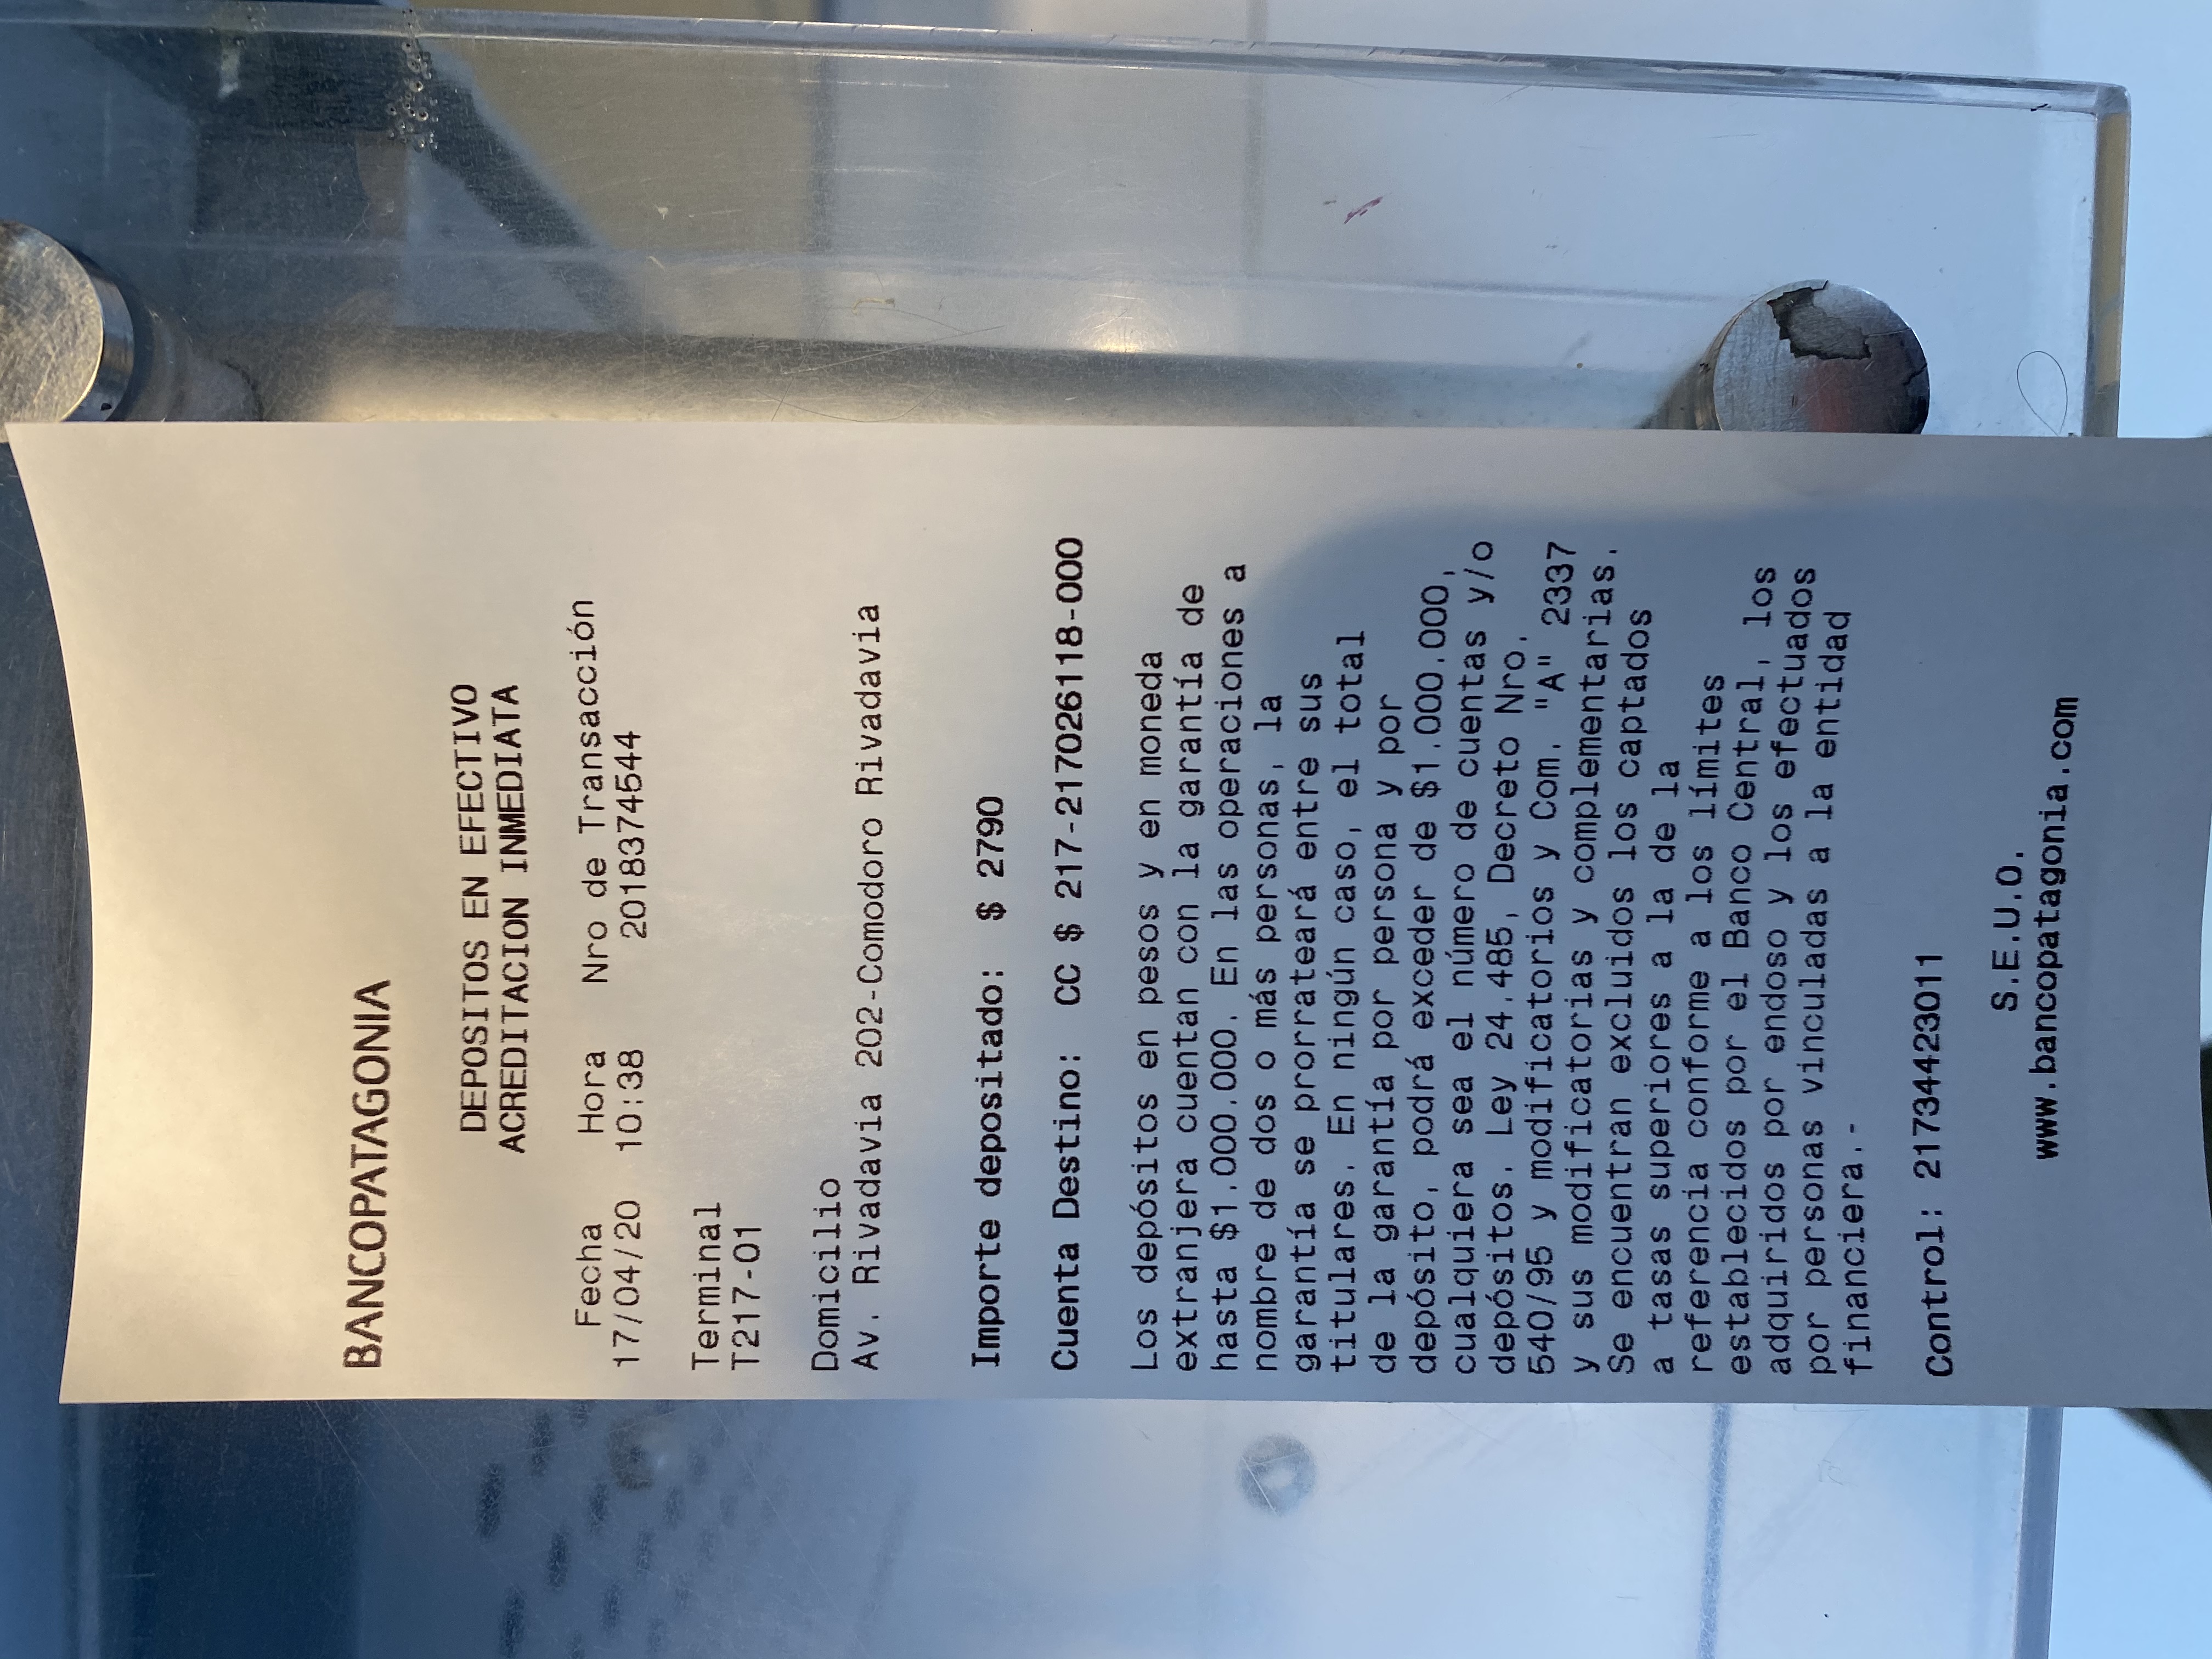 BANCOPATAGONIA
DEPOSITOS EN EFECTIVO
ACREDITACION INMEDIATA
Fecha Hora Nro de Transacción
17/04/20 10:38 2018374544
Terminal
T217-01
Domicilio
Av. Rivadavia 202-Comodoro Rivadavia
Importe depositado: $ 2790
Cuenta Destino: CC $ 217-217026118-000
Los depósitos en pesos y en moneda
extranjera cuentan con la garantía de
hasta $1.000.000. En las operaciones a
nombre de dos o más personas, la
garantía se prorrateará entre sus
titulares. En ningún caso, el total
de la garantía por persona y por
depósito, podrá exceder de $1.000.000,
cualquiera sea el número de cuentas y/o
depósitos. Ley 24.485, Decreto Nro.
540/95 y modificatorios y Com. "A" 2337
y sus modificatorias y complementarias.
Se encuentran excluidos los captados
a tasas superiores a la de la
referencia conforme a los límites
establecidos por el Banco Central, los
adquiridos por endoso y los efectuados
por personas vinculadas a la entidad
financiera.-
Control: 21734423011
S.E.U.O.
www.bancopatagonia.com